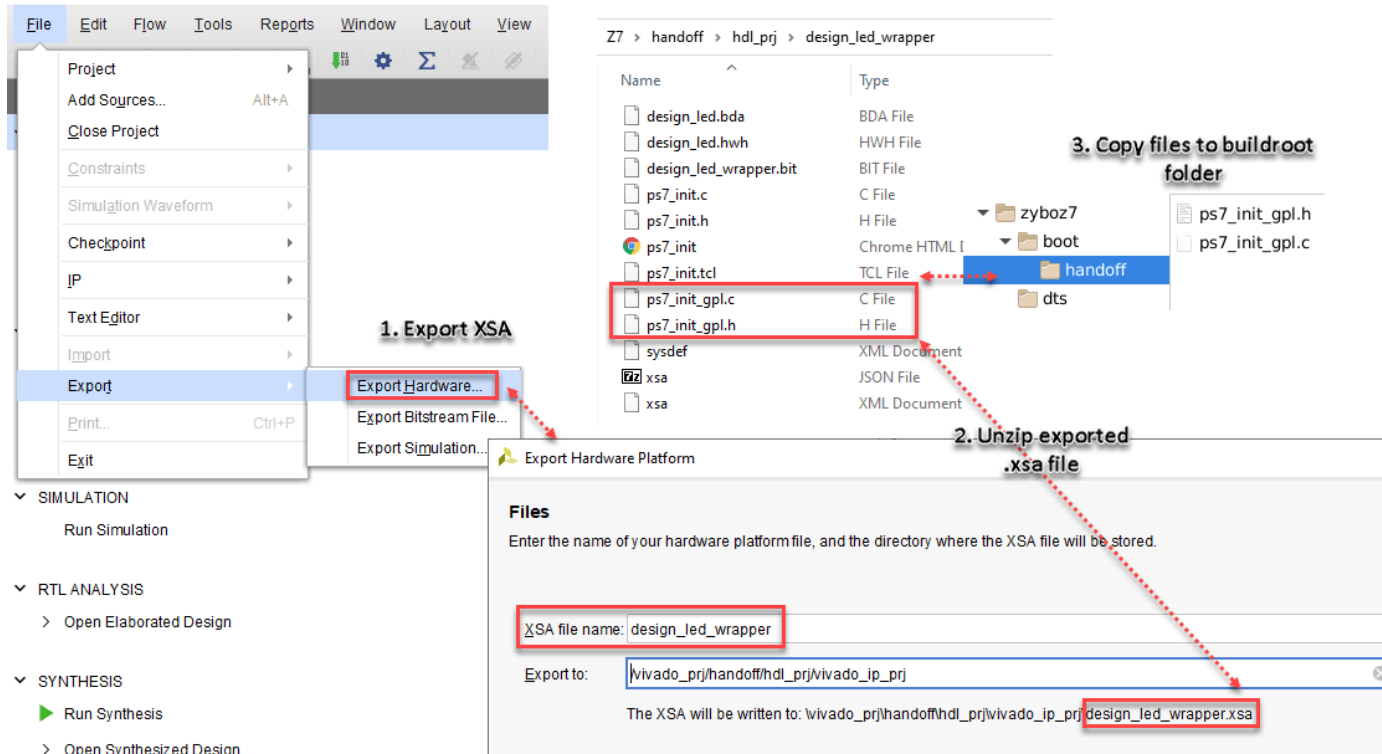 File Edit Flow Tools Reports Window Layout View
Project
Add Sources... Alt+A
Close Project
Constraints
Simulation Waveform
Checkpoint
IP
Text Editor
Import
Export
Print... Ctrl+P
Exit
1. Export XSA
Export Hardware...
Export Bitstream File...
Export Simulation...
SIMULATION
Run Simulation
RTL ANALYSIS
Open Elaborated Design
SYNTHESIS
Run Synthesis
Open Synthesized Design
Z7 > handoff > hdl_prj > design_led_wrapper
Name Type
design_led.bda BDA File
design_led.hwh HWH File
design_led_wrapper.bit BIT File
ps7_init.c C File
ps7_init.h H File
ps7_init Chrome HTML D
ps7_init.tcl TCL File
ps7_init_gpl.c C File
ps7_init_gpl.h H File
sysdef XML Document
xsa JSON File
xsa XML Document
3. Copy files to buildroot
folder
zyboz7
boot
handoff
dts
ps7_init_gpl.h
ps7_init_gpl.c
2. Unzip exported
.xsa file
Export Hardware Platform
Files
Enter the name of your hardware platform file, and the directory where the XSA file will be stored.
XSA file name: design_led_wrapper
Export to: /vivado_prj/handoff/hdl_prj/vivado_ip_prj
The XSA will be written to: \vivado_prj\handoff\hdl_prj\vivado_ip_prj\design_led_wrapper.xsa